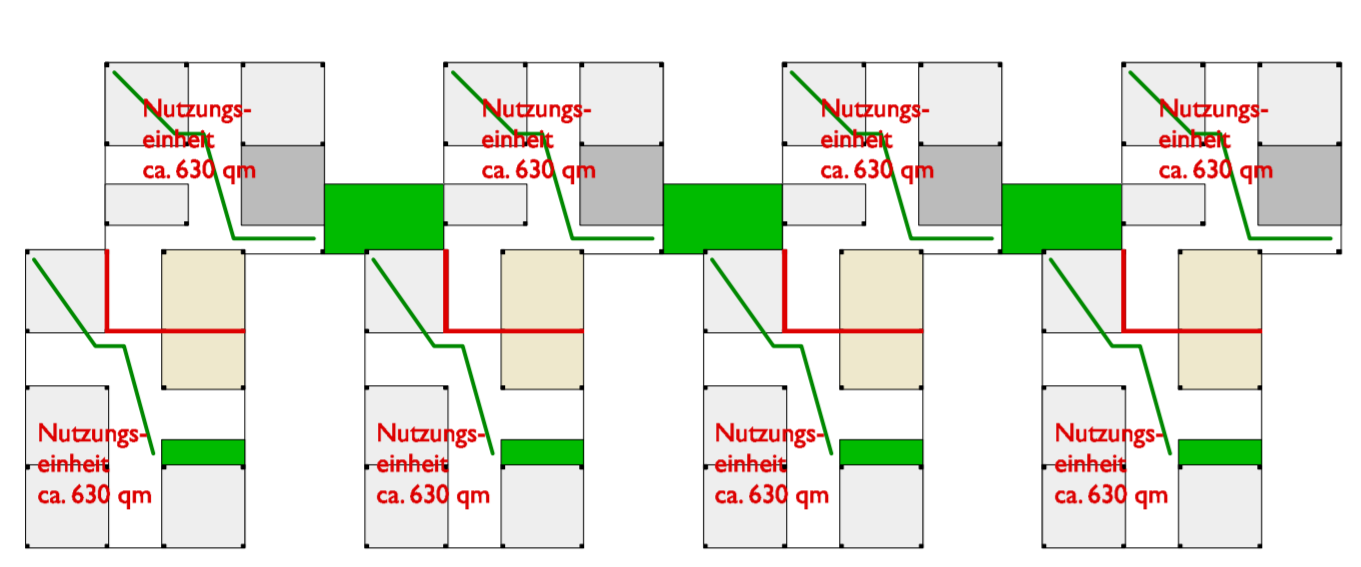 Nutzungs-
einheit
ca. 630 qm
Nutzungs-
einheit
ca. 630 qm
Nutzungs-
einheit
ca. 630 qm
Nutzungs-
einheit
ca. 630 qm
Nutzungs-
einheit
ca. 630 qm
Nutzungs-
einheit
ca. 630 qm
Nutzungs-
einheit
ca. 630 qm
Nutzungs-
einheit
ca. 630 qm